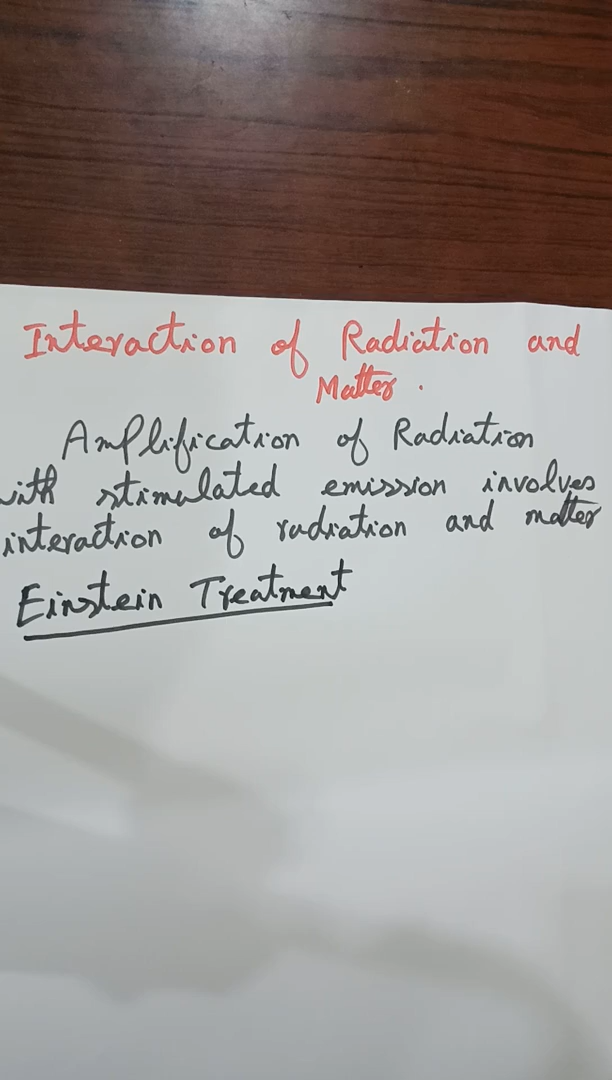 Interaction of Radiation and
Matter.
Amplification of Radiation
with stimulated emission involves
interaction of radiation and matter
Einstein Treatment